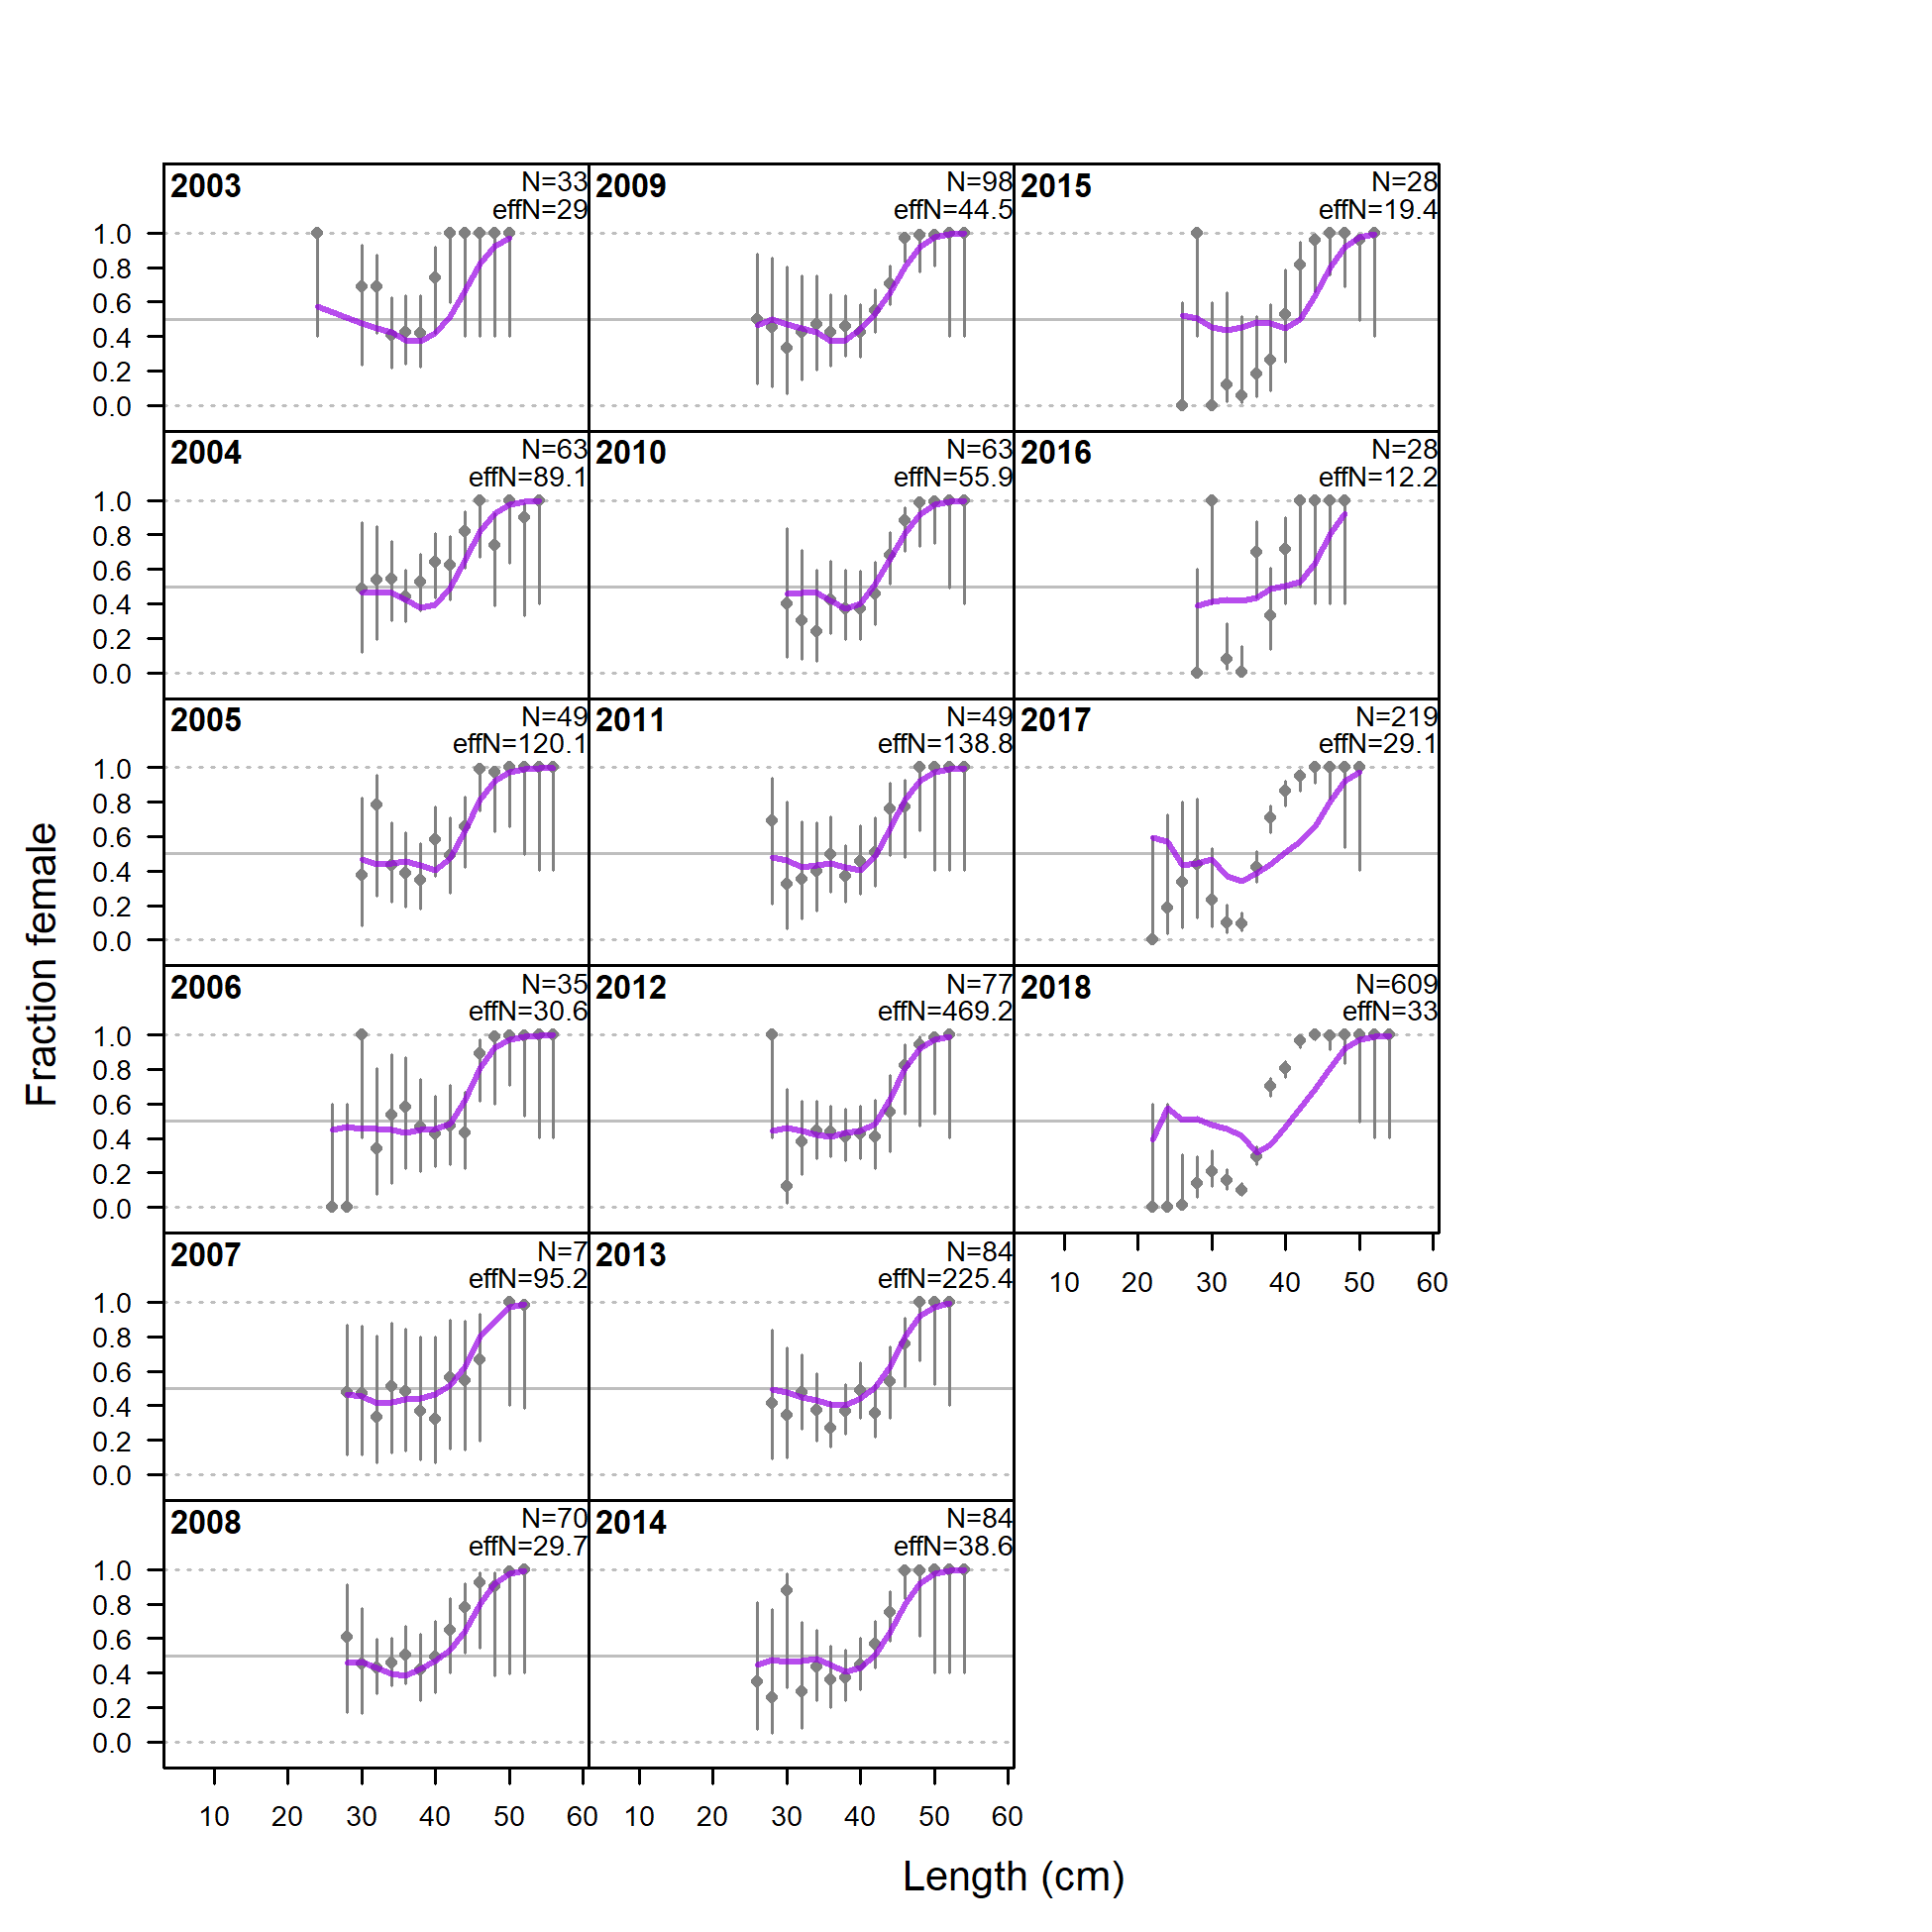 2003
N=33
effN=29
2009
N=98
effN=44.5
2015
N=28
effN=19.4
1.0
0.8
0.6
0.4
0.2
0.0
2004
N=63
effN=89.1
2010
N=63
effN=55.9
2016
N=28
effN=12.2
1.0
0.8
0.6
0.4
0.2
0.0
2005
N=49
effN=120.1
2011
N=49
effN=138.8
2017
N=219
effN=29.1
1.0
0.8
0.6
0.4
0.2
0.0
Fraction female
2006
N=35
effN=30.6
2012
N=77
effN=469.2
2018
N=609
effN=33
1.0
0.8
0.6
0.4
0.2
0.0
2007
N=7
effN=95.2
2013
N=84
effN=225.4
10 20 30 40 50 60
1.0
0.8
0.6
0.4
0.2
0.0
2008
N=70
effN=29.7
2014
N=84
effN=38.6
1.0
0.8
0.6
0.4
0.2
0.0
10 20 30 40 50 60 10 20 30 40 50 60
Length (cm)